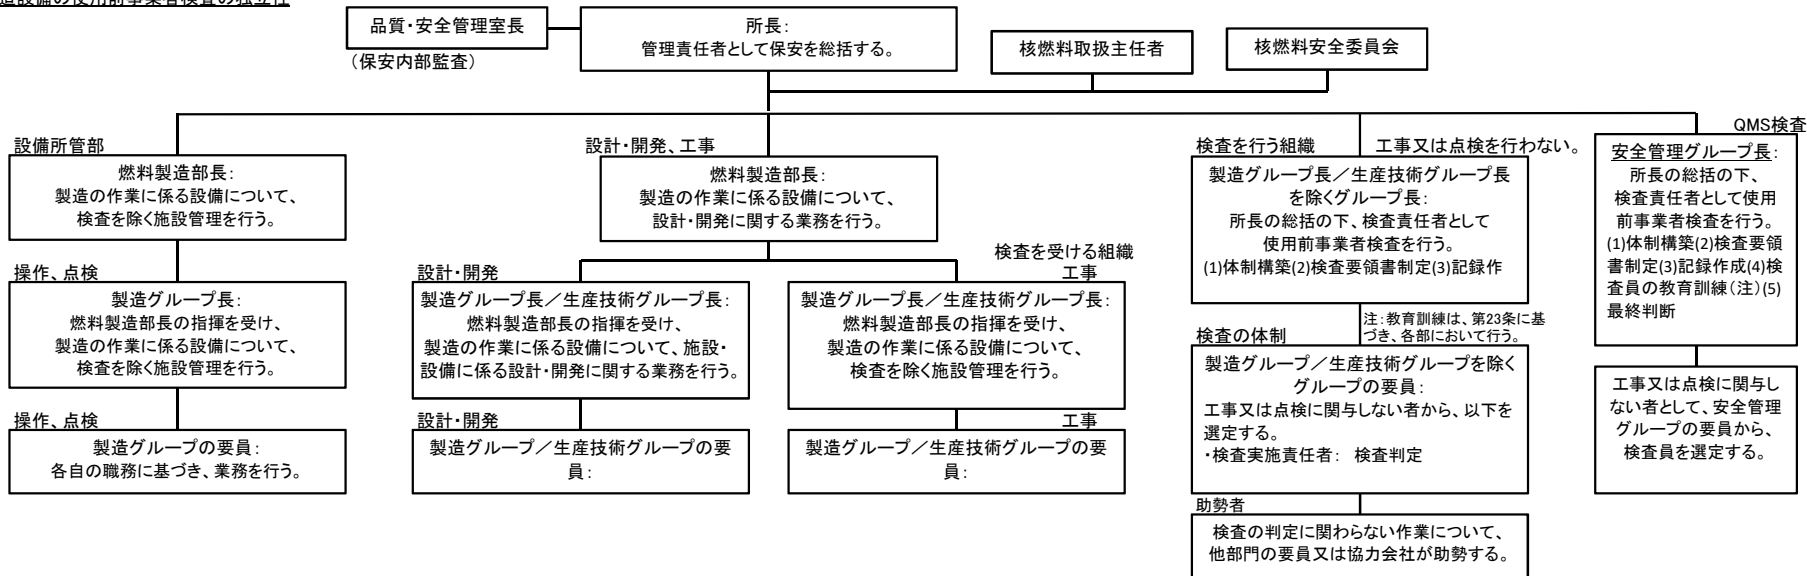 造設備の使用前事業者検査の独立性
品質・安全管理室長
(保安内部監査)
所長:
管理責任者として保安を総括する。
核燃料取扱主任者
核燃料安全委員会
設備所管部
燃料製造部長:
製造の作業に係る設備について、
検査を除く施設管理を行う。
操作、点検
製造グループ長:
燃料製造部長の指揮を受け、
製造の作業に係る設備について、
検査を除く施設管理を行う。
操作、点検
製造グループの要員:
各自の職務に基づき、業務を行う。
設計・開発、工事
燃料製造部長:
製造の作業に係る設備について、
設計・開発に関する業務を行う。
検査を受ける組織
設計・開発
製造グループ長/生産技術グループ長:
燃料製造部長の指揮を受け、
製造の作業に係る設備について、施設・
設備に係る設計・開発に関する業務を行う。
設計・開発
製造グループ/生産技術グループの要
員:
工事
製造グループ長/生産技術グループ長:
燃料製造部長の指揮を受け、
製造の作業に係る設備について、
検査を除く施設管理を行う。
工事
製造グループ/生産技術グループの要
員:
検査を行う組織
工事又は点検を行わない。
製造グループ長/生産技術グループ長
を除くグループ長:
所長の総括の下、検査責任者として
使用前事業者検査を行う。
(1)体制構築(2)検査要領書制定(3)記録作
注:教育訓練は、第23条に基
づき、各部において行う。
検査の体制
製造グループ/生産技術グループを除く
グループの要員:
工事又は点検に関与しない者から、以下を
選定する。
・検査実施責任者: 検査判定
助勢者
検査の判定に関わらない作業について、
他部門の要員又は協力会社が助勢する。
QMS検査
安全管理グループ長:
所長の総括の下、
検査責任者として使用
前事業者検査を行う。
(1)体制構築(2)検査要領
書制定(3)記録作成(4)検
査員の教育訓練(注)(5)
最終判断
工事又は点検に関与し
ない者として、安全管理
グループの要員から、
検査員を選定する。